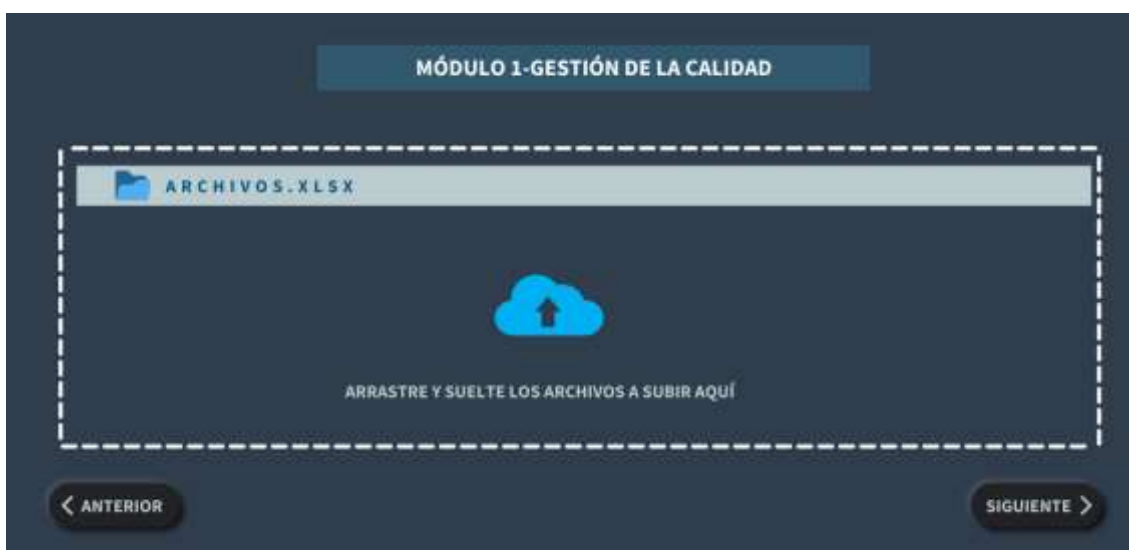 MÓDULO 1-GESTIÓN DE LA CALIDAD
ARCHIVOS.XLSX
ARRASTRE Y SUELTE LOS ARCHIVOS A SUBIR AQUÍ
ANTERIOR
SIGUIENTE